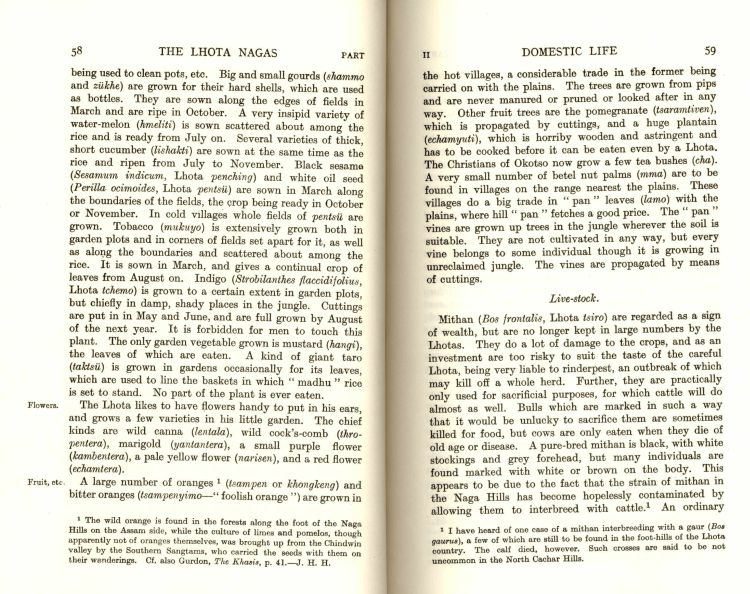 58 THE LHOTA NAGAS PART
being used to clean pots, etc. Big and small gourds (shammo
and zükhe) are grown for their hard shells, which are used
as bottles. They are sown along the edges of fields in
March and are ripe in October. A very insipid variety of
water-melon (hmeliti) is sown scattered about among the
rice and is ready from July on. Several varieties of thick,
short cucumber (lishakti) are sown at the same time as the
rice and ripen from July to November. Black sesame
(Sesamum indicum, Lhota penching) and white oil seed
(Perilla ocimoides, Lhota pentsü) are sown in March along
the boundaries of the fields, the crop being ready in October
or November. In cold villages whole fields of pentsü are
grown. Tobacco (mukuyo) is extensively grown both in
garden plots and in corners of fields set apart for it, as well
as along the boundaries and scattered about among the
rice. It is sown in March, and gives a continual crop of
leaves from August on. Indigo (Strobilanthes flaccidifolius,
Lhota tchemo) is grown to a certain extent in garden plots,
but chiefly in damp, shady places in the jungle. Cuttings
are put in in May and June, and are full grown by August
of the next year. It is forbidden for men to touch this
plant. The only garden vegetable grown is mustard (hangi),
the leaves of which are eaten. A kind of giant taro
(taktsü) is grown in gardens occasionally for its leaves,
which are used to line the baskets in which " madhu " rice
is set to stand. No part of the plant is ever eaten.
Flowers. The Lhota likes to have flowers handy to put in his ears,
and grows a few varieties in his little garden. The chief
kinds are wild canna (lentala), wild cock's-comb (thro-
pentera), marigold (yantantera), a small purple flower
(kambentera), a pale yellow flower (narisen), and a red flower
(echamtera).
Fruit, etc. A large number of oranges ¹ (tsampen or khongkeng) and
bitter oranges (tsampenyimo—" foolish orange ") are grown in
¹ The wild orange is found in the forests along the foot of the Naga
Hills on the Assam side, while the culture of limes and pomelos, though
apparently not of oranges themselves, was brought up from the Chindwin
valley by the Southern Sangtams, who carried the seeds with them on
their wanderings. Cf. also Gurdon, The Khasis, p. 41.—J. H. H.
II DOMESTIC LIFE 59
the hot villages, a considerable trade in the former being
carried on with the plains. The trees are grown from pips
and are never manured or pruned or looked after in any
way. Other fruit trees are the pomegranate (tsarantiven),
which is propagated by cuttings, and a huge plantain
(echamyuti), which is horriby wooden and astringent and
has to be cooked before it can be eaten even by a Lhota.
The Christians of Okotso now grow a few tea bushes (cha).
A very small number of betel nut palms (mma) are to be
found in villages on the range nearest the plains. These
villages do a big trade in " pan " leaves (lamo) with the
plains, where hill " pan " fetches a good price. The " pan "
vines are grown up trees in the jungle wherever the soil is
suitable. They are not cultivated in any way, but every
vine belongs to some individual though it is growing in
unreclaimed jungle. The vines are propagated by means
of cuttings.
Live-stock.
Mithan (Bos frontalis, Lhota tsiro) are regarded as a sign
of wealth, but are no longer kept in large numbers by the
Lhotas. They do a lot of damage to the crops, and as an
investment are too risky to suit the taste of the careful
Lhota, being very liable to rinderpest, an outbreak of which
may kill off a whole herd. Further, they are practically
only used for sacrificial purposes, for which cattle will do
almost as well. Bulls which are marked in such a way
that it would be unlucky to sacrifice them are sometimes
killed for food, but cows are only eaten when they die of
old age or disease. A pure-bred mithan is black, with white
stockings and grey forehead, but many individuals are
found marked with white or brown on the body. This
appears to be due to the fact that the strain of mithan in
the Naga Hills has become hopelessly contaminated by
allowing them to interbreed with cattle.¹ An ordinary
¹ I have heard of one case of a mithan interbreeding with a gaur (Bos
gaurus), a few of which are still to be found in the foot-hills of the Lhota
country. The calf died, however. Such crosses are said to be not
uncommon in the North Cachar Hills.